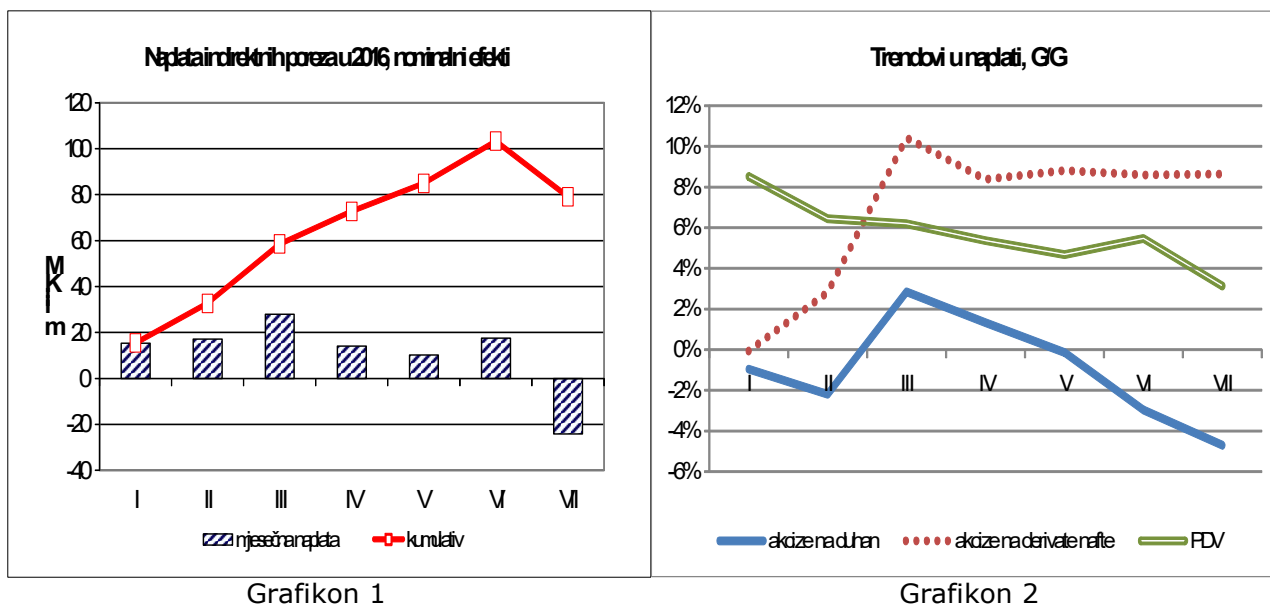 Naplata indirektnih poreza u 2016, nominalni efekti
120
100
80
60
40
20
0
-20
-40
mil KM
I II III IV V VI VII
mjesečna naplata kumulativ
Grafikon 1
Trendovi u naplati, G/G
12%
10%
8%
6%
4%
2%
0%
-2%
-4%
-6%
I II III IV V VI VII
akcize na duhan akcize na derivate nafte PDV
Grafikon 2